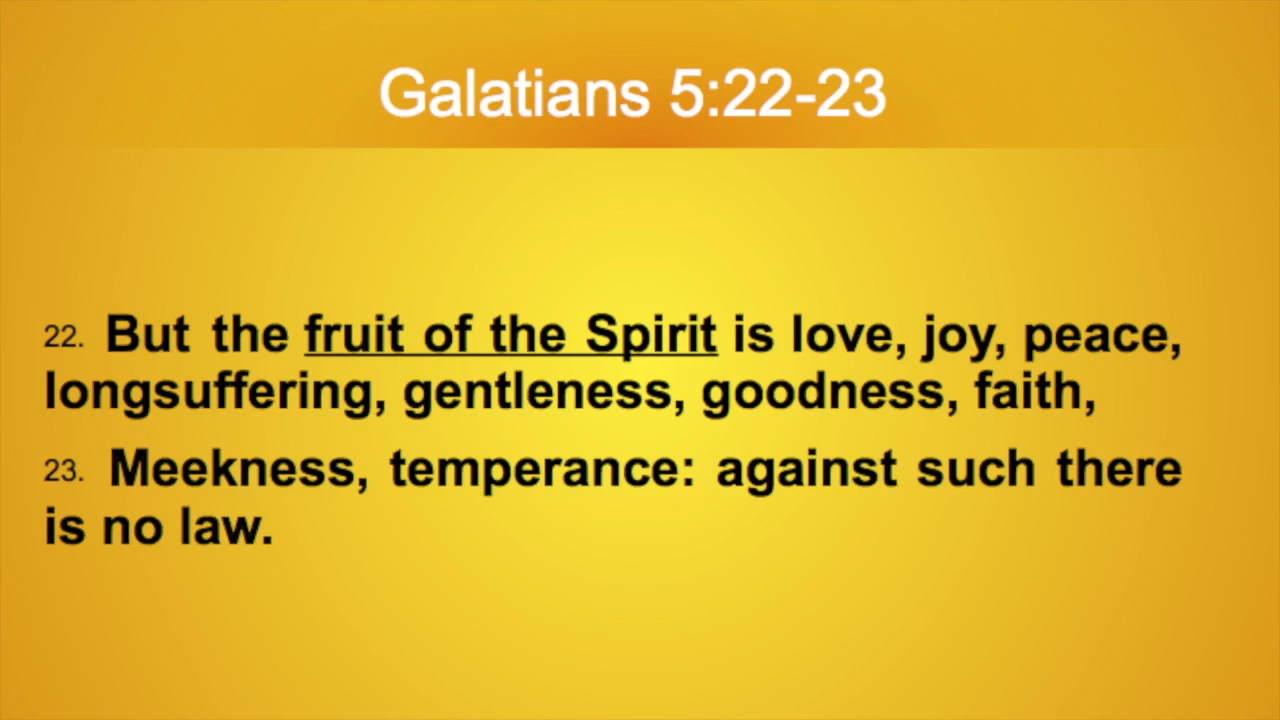 Galatians 5:22-23
22. But the fruit of the Spirit is love, joy, peace,
longsuffering, gentleness, goodness, faith,
23. Meekness, temperance: against such there
is no law.